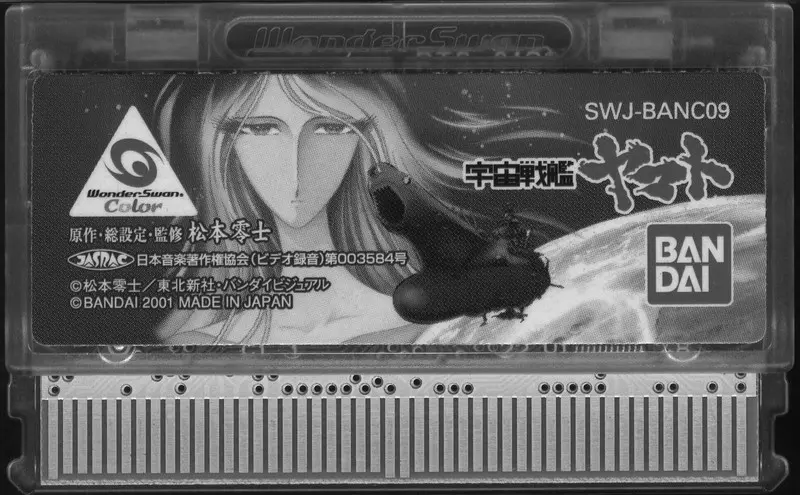 WonderSwan
SWJ-BANC09
宇宙戦艦ヤマト
WonderSwan
Color
原作・総設定・監修 松本零士
JASRAC 日本音楽著作権協会(ビデオ録音)第003584号
©松本零士／東北新社・バンダイビジュアル
©BANDAI 2001 MADE IN JAPAN
BAN
DAI